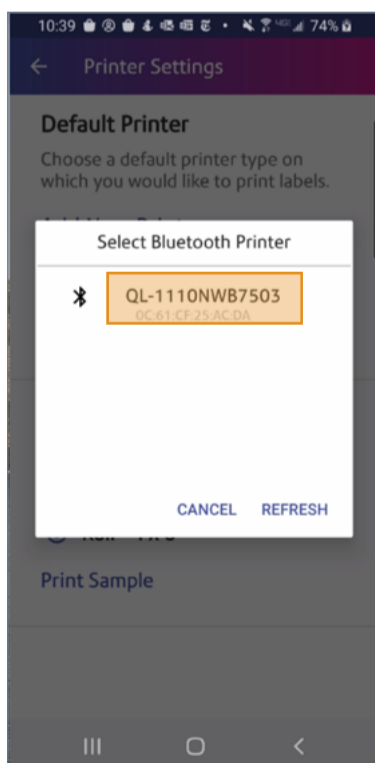 10:39 74%
Printer Settings
Default Printer
Choose a default printer type on
which you would like to print labels.
Select Bluetooth Printer
QL-1110NWB7503
0C:61:CF:25:AC:DA
CANCEL REFRESH
Print Sample